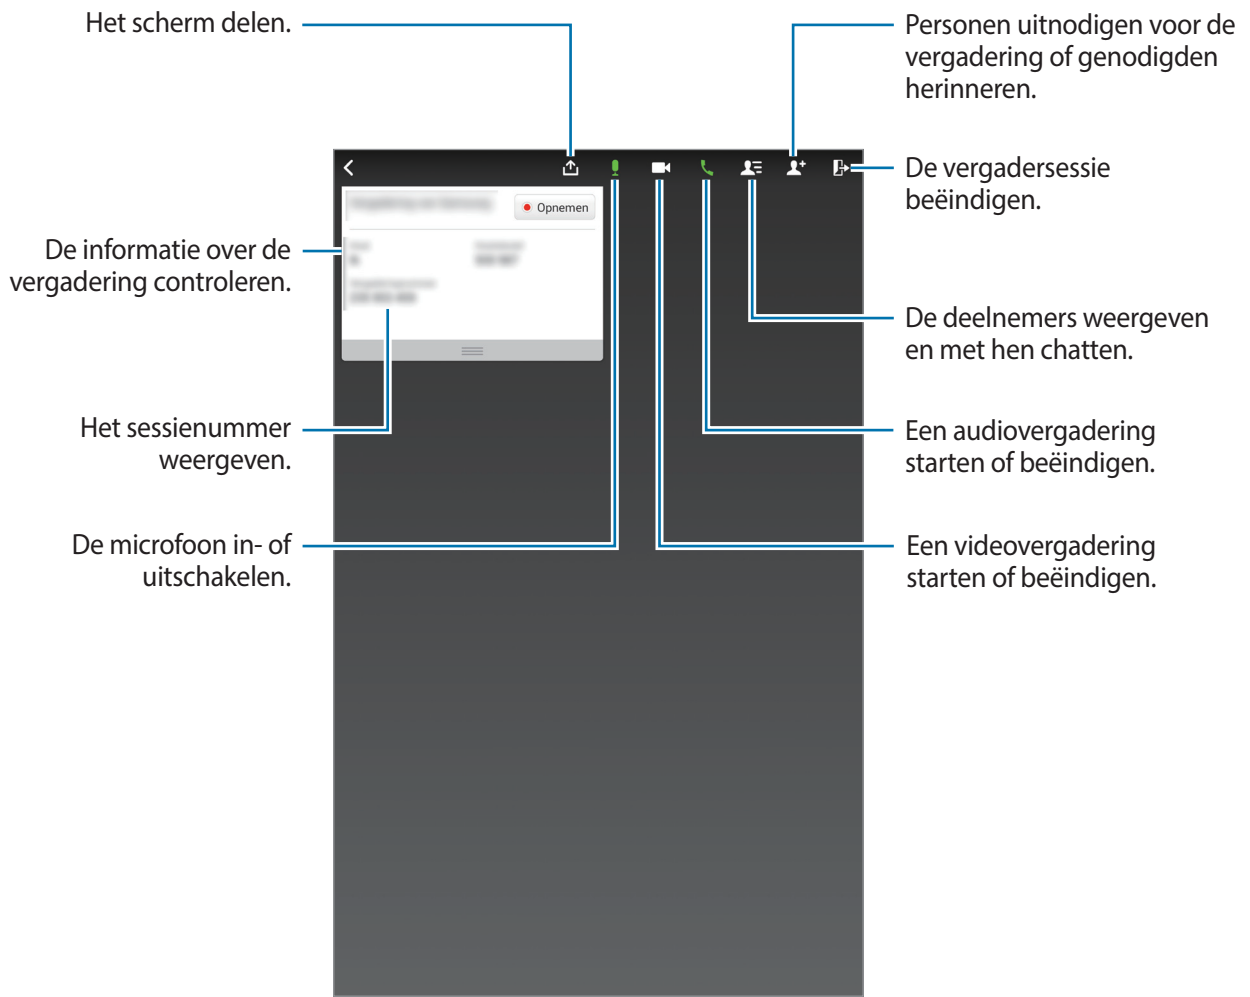 Het scherm delen.
Personen uitnodigen voor de
vergadering of genodigden
herinneren.
De vergadersessie
beëindigen.
Opnemen
De informatie over de
vergadering controleren.
De deelnemers weergeven
en met hen chatten.
Het sessienummer
weergeven.
Een audiovergadering
starten of beëindigen.
De microfoon in- of
uitschakelen.
Een videovergadering
starten of beëindigen.